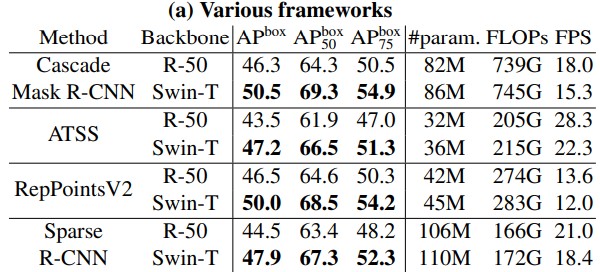 (a) Various frameworks
Method Backbone AP^box AP^box_50 AP^box_75 #param. FLOPs FPS
Cascade R-50 46.3 64.3 50.5 82M 739G 18.0
Mask R-CNN Swin-T 50.5 69.3 54.9 86M 745G 15.3
ATSS
R-50 43.5 61.9 47.0 32M 205G 28.3
Swin-T 47.2 66.5 51.3 36M 215G 22.3
RepPointsV2
R-50 46.5 64.6 50.3 42M 274G 13.6
Swin-T 50.0 68.5 54.2 45M 283G 12.0
Sparse R-50 44.5 63.4 48.2 106M 166G 21.0
R-CNN Swin-T 47.9 67.3 52.3 110M 172G 18.4